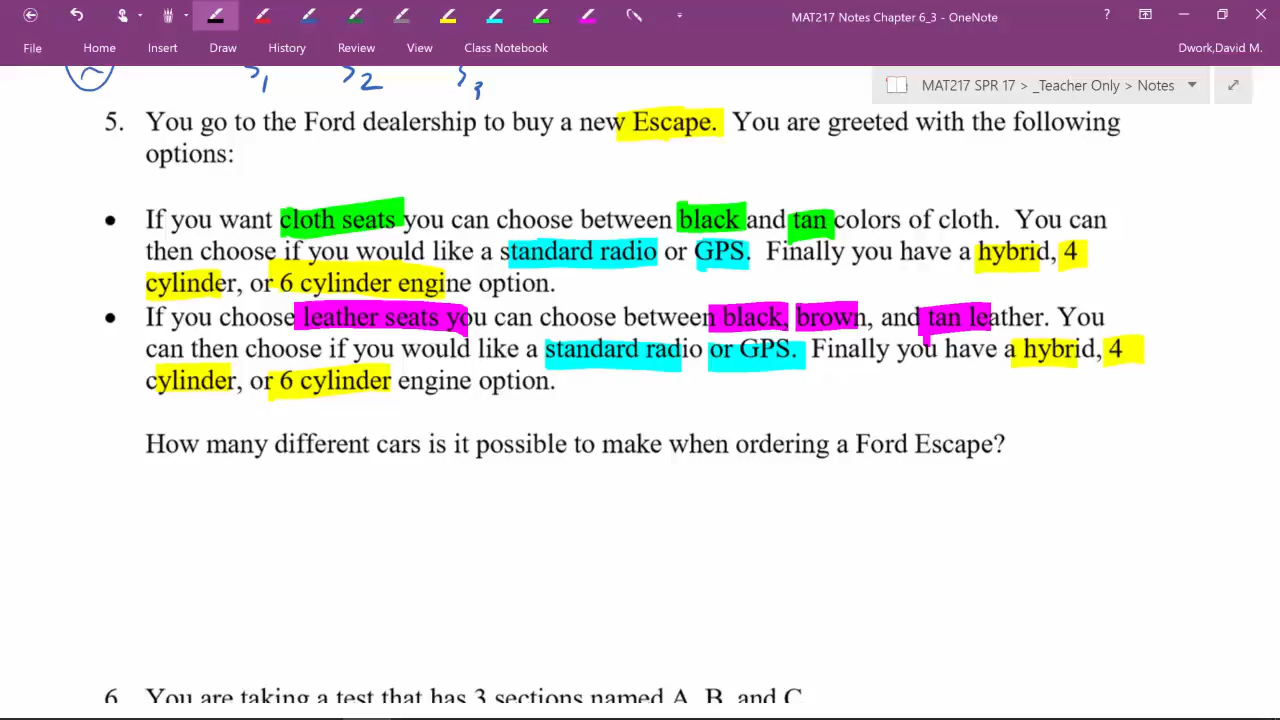 MAT217 Notes Chapter 6_3 - OneNote
?
File Home Insert Draw History Review View Class Notebook
Dwork,David M.
MAT217 SPR 17 > _Teacher Only > Notes
S1 S2 S3
5. You go to the Ford dealership to buy a new Escape. You are greeted with the following
options:
• If you want cloth seats you can choose between black and tan colors of cloth. You can
then choose if you would like a standard radio or GPS. Finally you have a hybrid, 4
cylinder, or 6 cylinder engine option.
• If you choose leather seats you can choose between black, brown, and tan leather. You
can then choose if you would like a standard radio or GPS. Finally you have a hybrid, 4
cylinder, or 6 cylinder engine option.
How many different cars is it possible to make when ordering a Ford Escape?
6. You are taking a test that has 3 sections named A, B, and C.